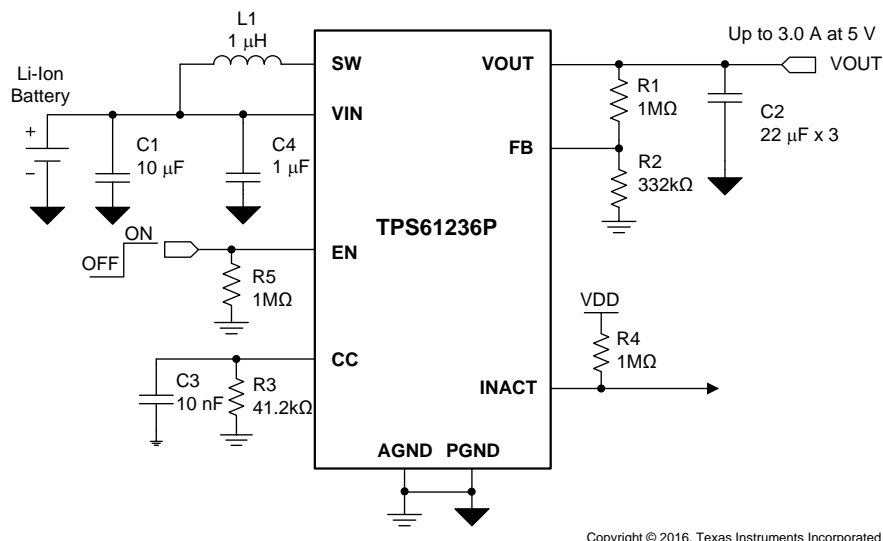 Up to 3.0 A at 5 V
VOUT
L1
1 μH
Li-Ion
Battery
+
−
C1
10 μF
C4
1 μF
SW
VIN
VOUT
FB
R1
1MΩ
R2
332kΩ
C2
22 μF x 3
TPS61236P
OFF
ON
EN
R5
1MΩ
VDD
R4
1MΩ
CC
INACT
C3
10 nF
R3
41.2kΩ
AGND
PGND
Copyright © 2016, Texas Instruments Incorporated